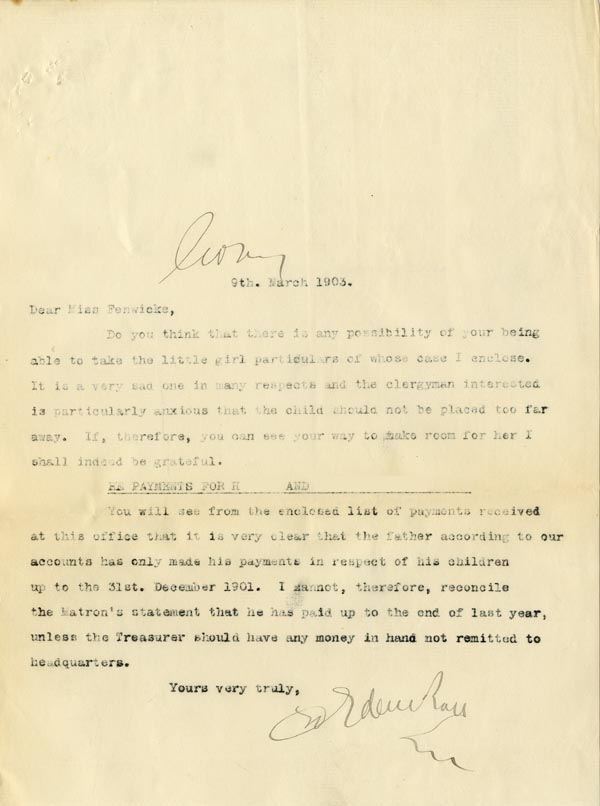 Copy
9th. March 1903.
Dear Miss Fenwicke,
Do you think that there is any possibility of your being
able to take the little girl particulars of whose case I enclose.
It is a very sad one in many respects and the clergyman interested
is particularly anxious that the child should not be placed too far
away. If, therefore, you can see your way to make room for her I
shall indeed be grateful.
RE PAYMENTS FOR H AND
You will see from the enclosed list of payments received
at this office that it is very clear that the father according to our
accounts has only made his payments in respect of his children
up to the 31st. December 1901. I cannot, therefore, reconcile
the Matron's statement that he has paid up to the end of last year,
unless the Treasurer should have any money in hand not remitted to
headquarters.
Yours very truly,